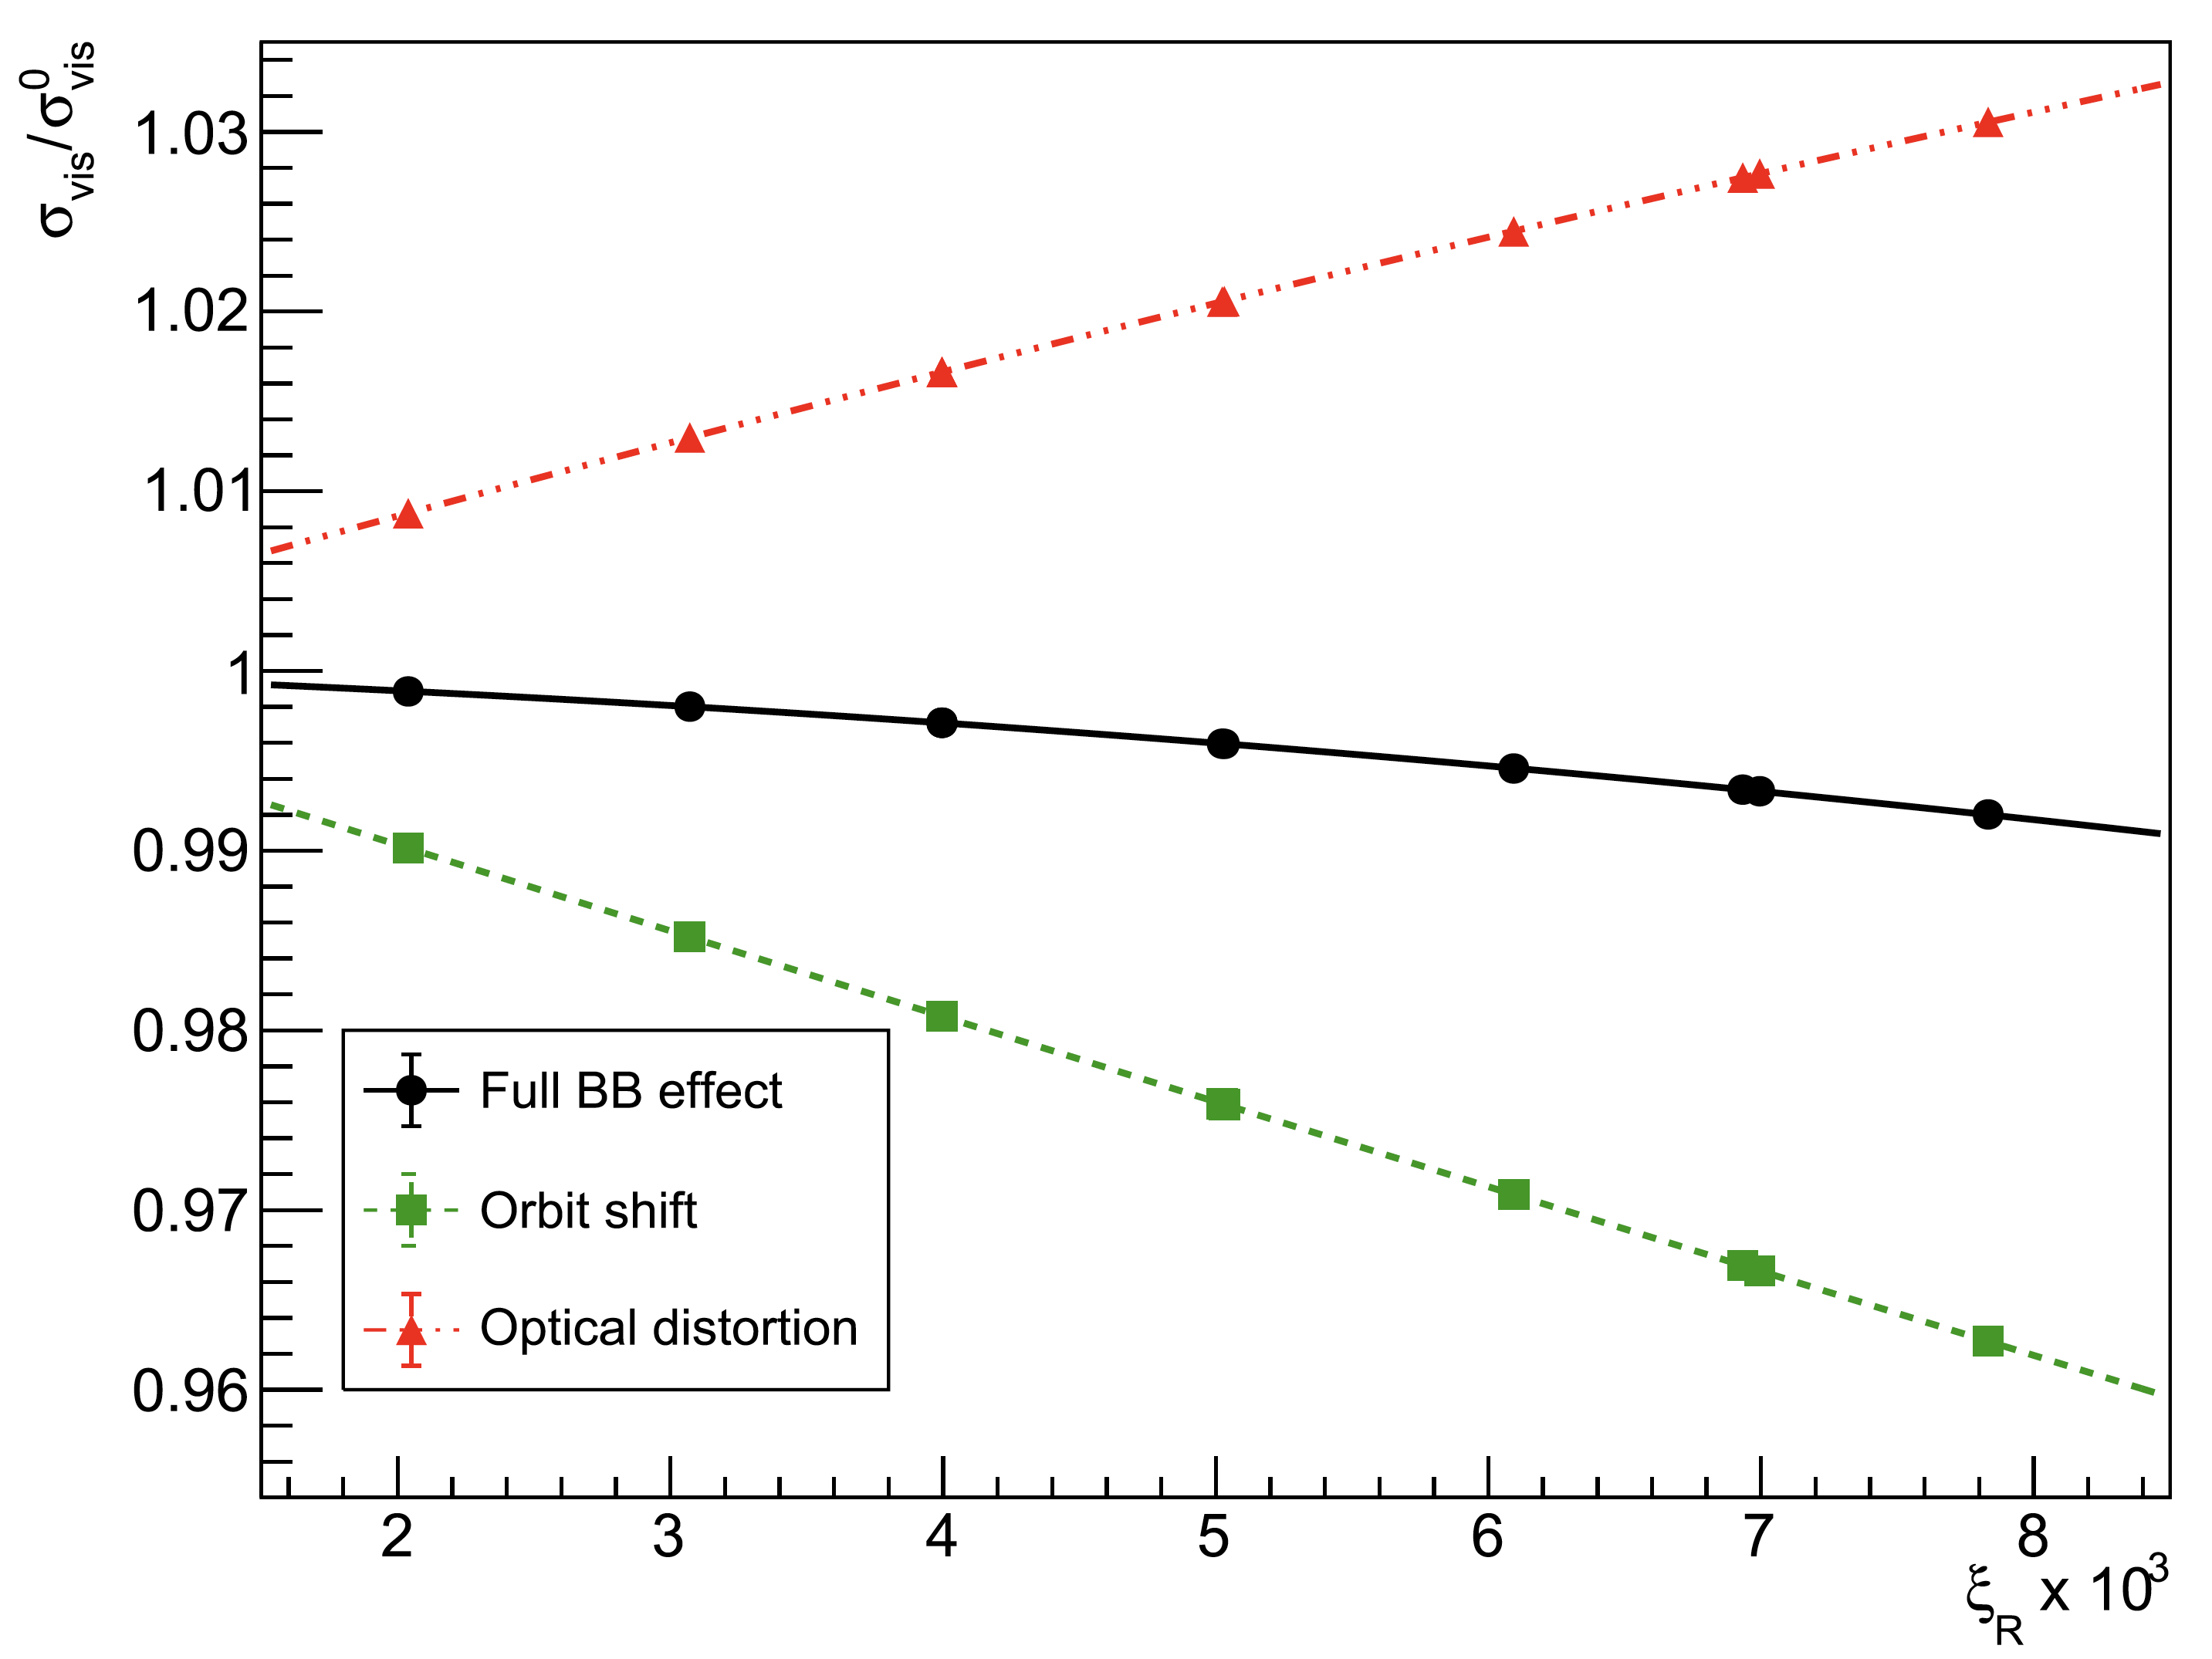 σvis/σ0vis
1.03
1.02
1.01
1
0.99
0.98
0.97
0.96
Full BB effect
Orbit shift
Optical distortion
2 3 4 5 6 7 8
ξR x 103